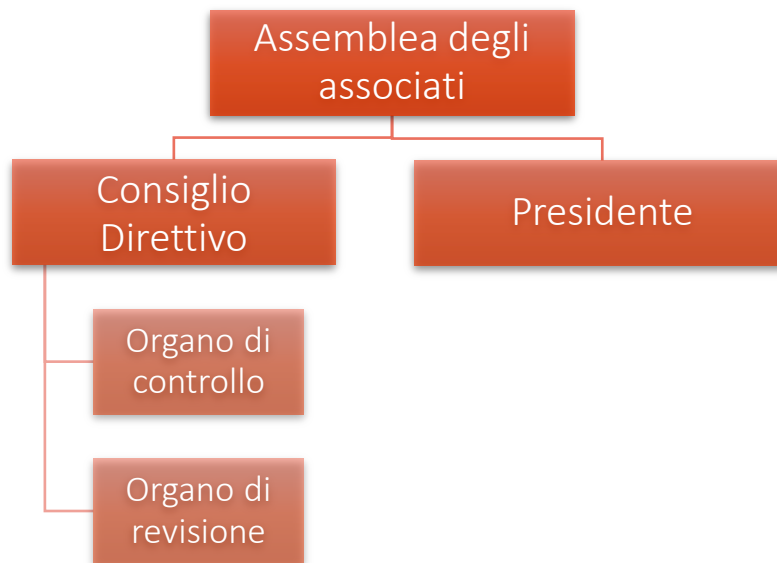 Assemblea degli
associati
Consiglio
Direttivo
Presidente
Organo di
controllo
Organo di
revisione